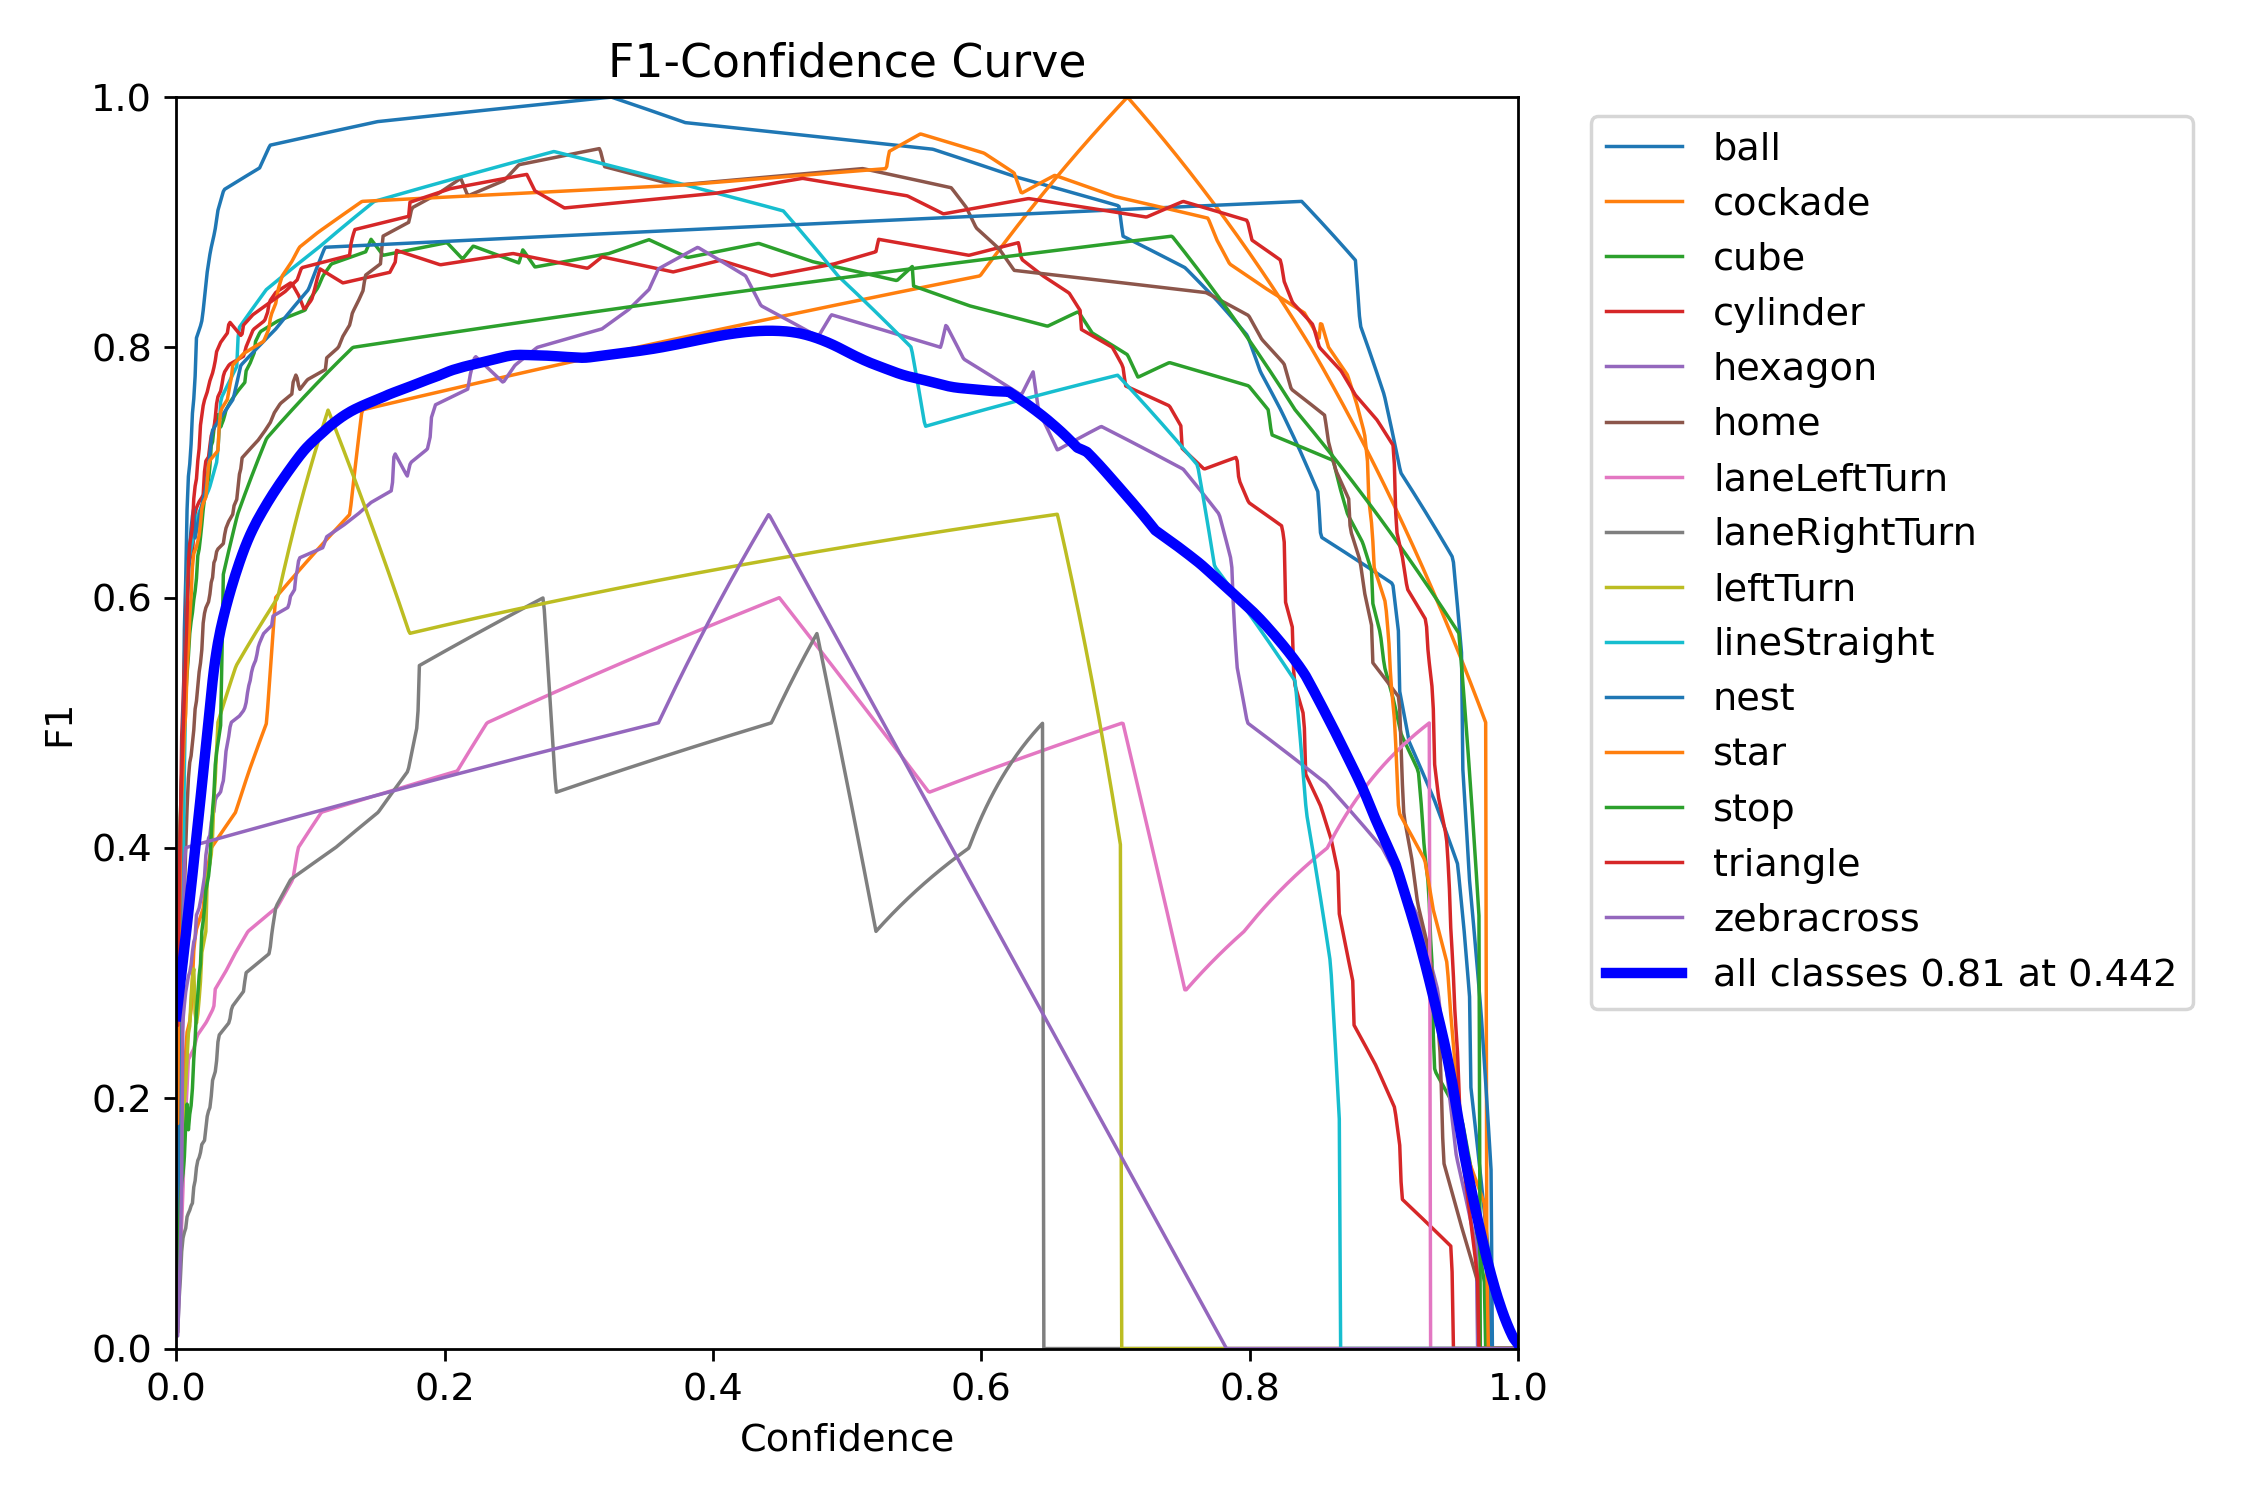 F1-Confidence Curve
1.0
0.8
0.6
0.4
0.2
0.0
F1
0.0 0.2 0.4 0.6 0.8 1.0
Confidence
ball
cockade
cube
cylinder
hexagon
home
laneLeftTurn
laneRightTurn
leftTurn
lineStraight
nest
star
stop
triangle
zebracross
all classes 0.81 at 0.442